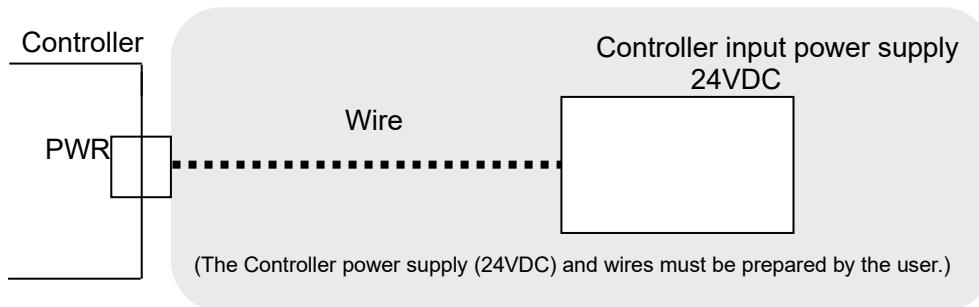 Controller
Controller input power supply
24VDC
Wire
PWR
(The Controller power supply (24VDC) and wires must be prepared by the user.)